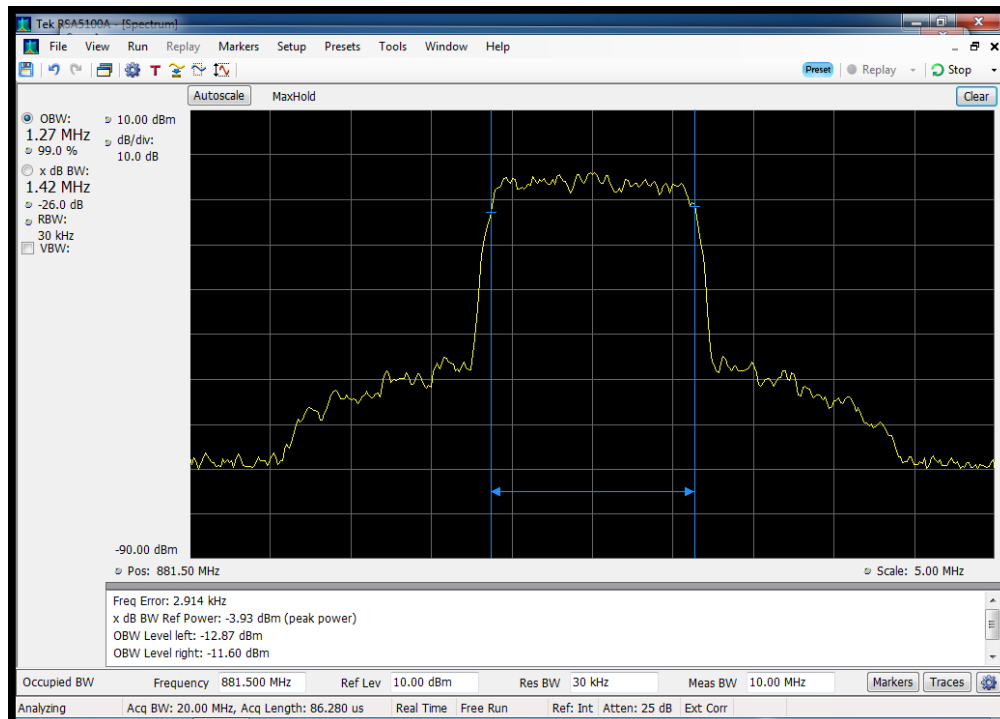 Tek RSA5100A - [Spectrum]
File View Run Replay Markers Setup Presets Tools Window Help
Preset Replay Stop
Autoscale MaxHold Clear
OBW:
1.27 MHz
99.0 %
x dB BW:
1.42 MHz
-26.0 dB
RBW:
30 kHz
VBW:
10.00 dBm
dB/div:
10.0 dB
-90.00 dBm
Pos: 881.50 MHz Scale: 5.00 MHz
Freq Error: 2.914 kHz
x dB BW Ref Power: -3.93 dBm (peak power)
OBW Level left: -12.87 dBm
OBW Level right: -11.60 dBm
Occupied BW Frequency 881.500 MHz Ref Lev 10.00 dBm Res BW 30 kHz Meas BW 10.00 MHz Markers Traces
Analyzing Acq BW: 20.00 MHz, Acq Length: 86.280 us Real Time Free Run Ref: Int Atten: 25 dB Ext Corr